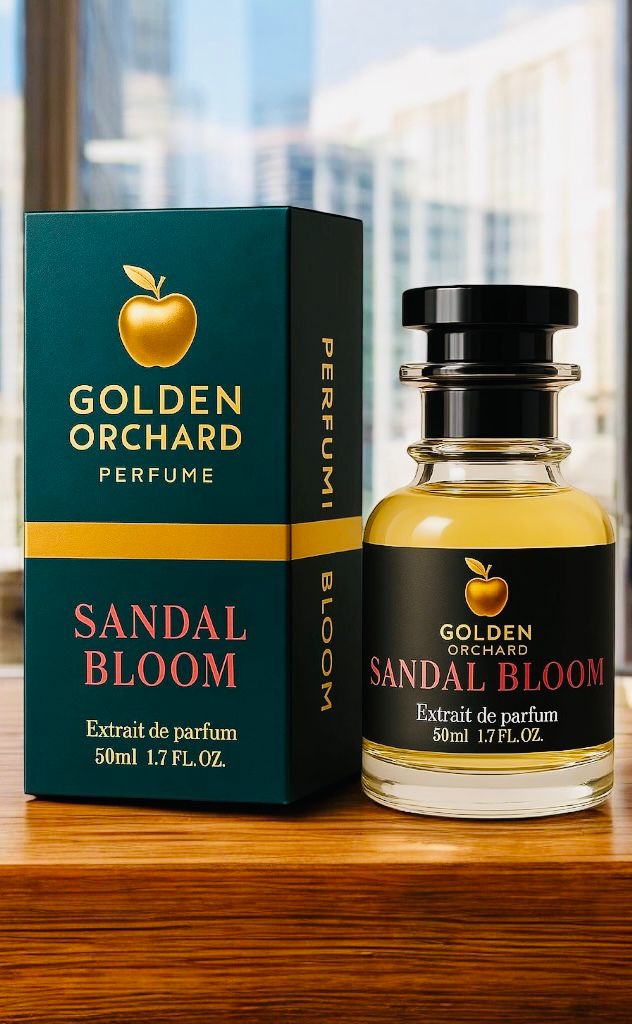 GOLDEN
ORCHARD
PERFUME
SANDAL
BLOOM
Extrait de parfum
50ml 1.7 FL.OZ.
PERFUMI BLOOM
GOLDEN
ORCHARD
SANDAL BLOOM
Extrait de parfum
50ml 1.7 FL.OZ.